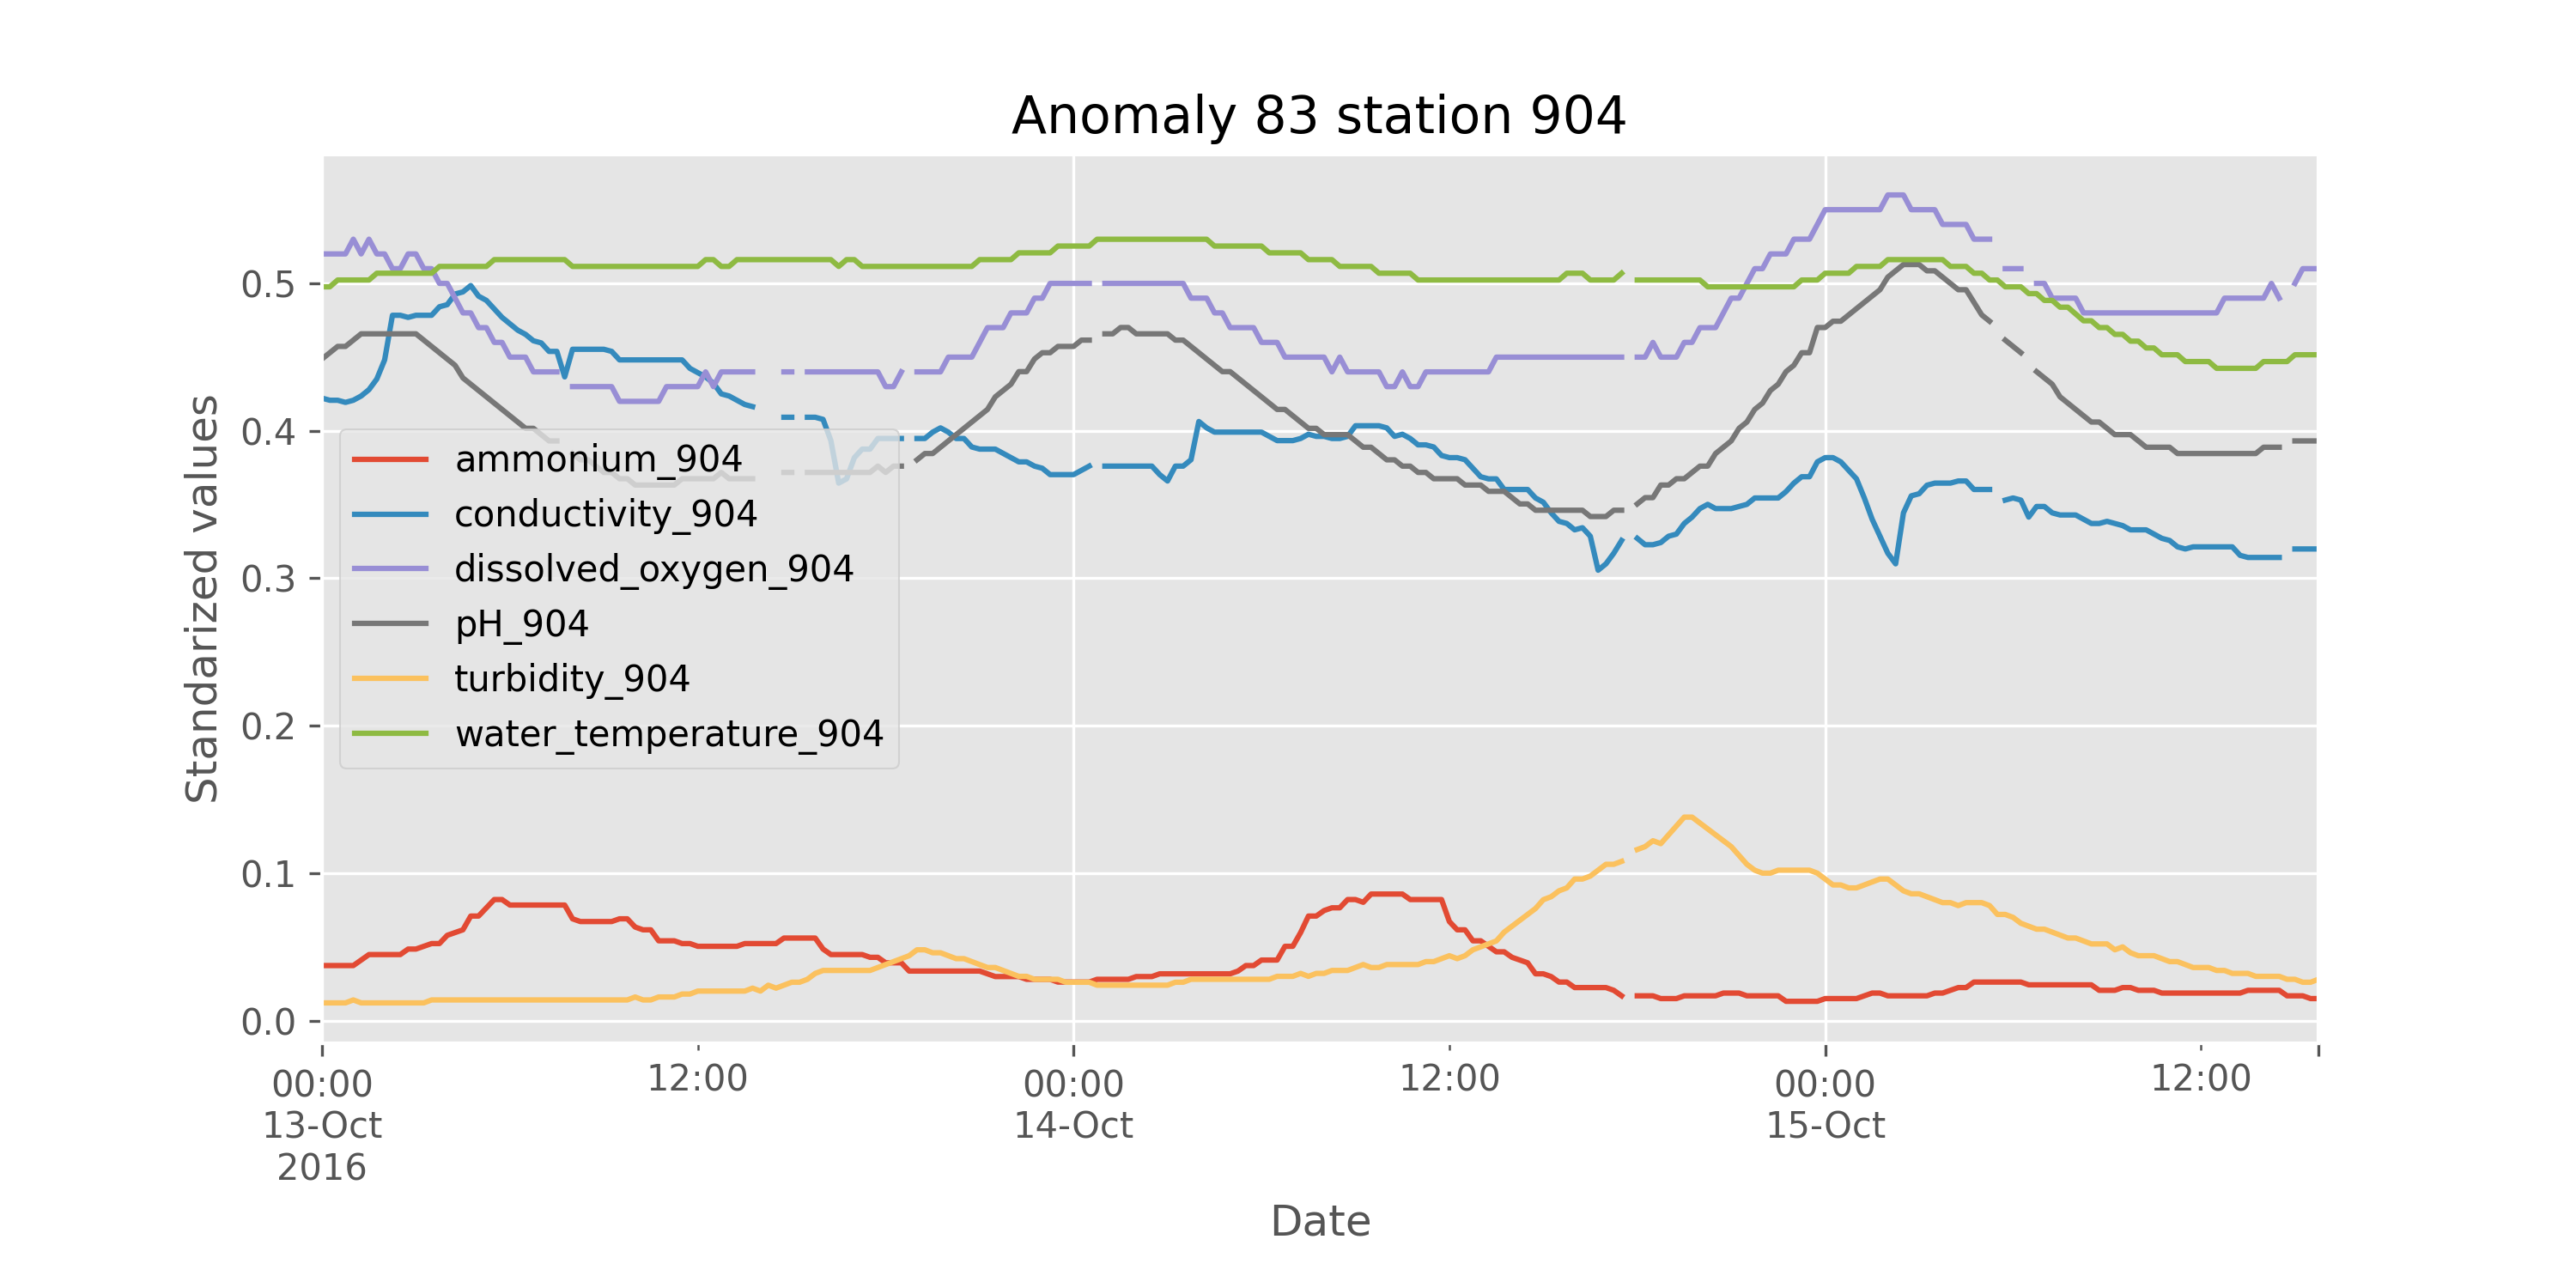 Anomaly 83 station 904
Standarized values
0.5
0.4
0.3
0.2
0.1
0.0
ammonium_904
conductivity_904
dissolved_oxygen_904
pH_904
turbidity_904
water_temperature_904
00:00
13-Oct
2016
12:00
00:00
14-Oct
12:00
00:00
15-Oct
12:00
Date